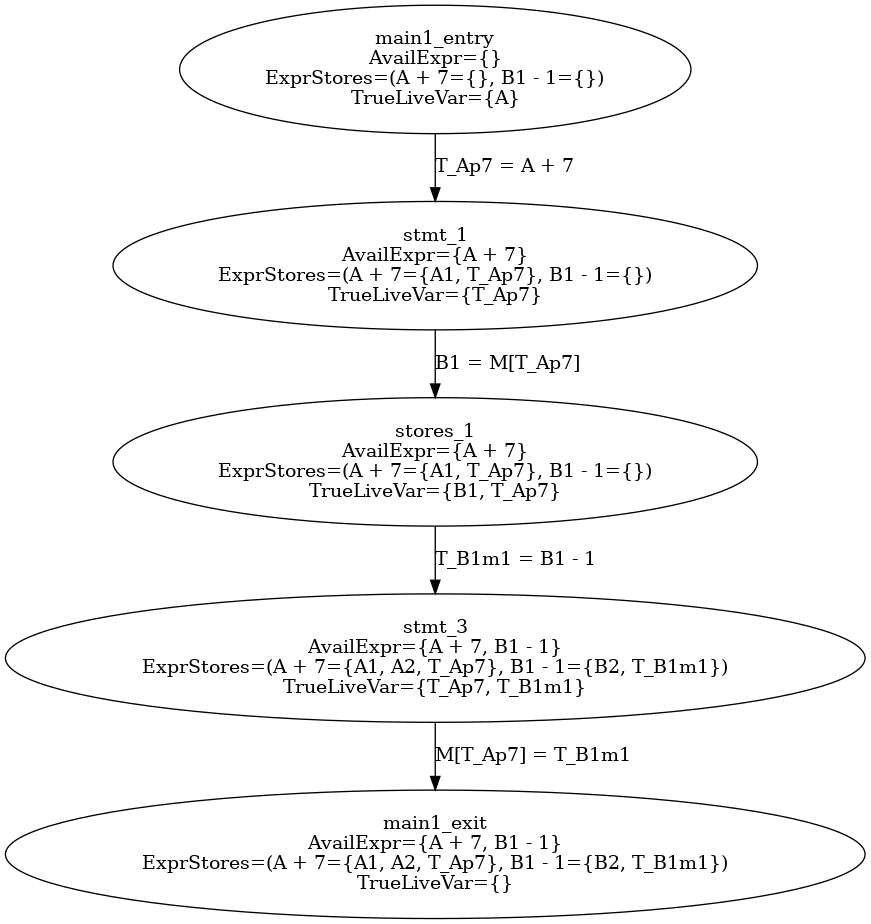 main1_entry
AvailExpr={}
ExprStores=(A + 7={}, B1 - 1={})
TrueLiveVar={A}
T_Ap7 = A + 7
stmt_1
AvailExpr={A + 7}
ExprStores=(A + 7={A1, T_Ap7}, B1 - 1={})
TrueLiveVar={T_Ap7}
B1 = M[T_Ap7]
stores_1
AvailExpr={A + 7}
ExprStores=(A + 7={A1, T_Ap7}, B1 - 1={})
TrueLiveVar={B1, T_Ap7}
T_B1m1 = B1 - 1
stmt_3
AvailExpr={A + 7, B1 - 1}
ExprStores=(A + 7={A1, A2, T_Ap7}, B1 - 1={B2, T_B1m1})
TrueLiveVar={T_Ap7, T_B1m1}
M[T_Ap7] = T_B1m1
main1_exit
AvailExpr={A + 7, B1 - 1}
ExprStores=(A + 7={A1, A2, T_Ap7}, B1 - 1={B2, T_B1m1})
TrueLiveVar={}